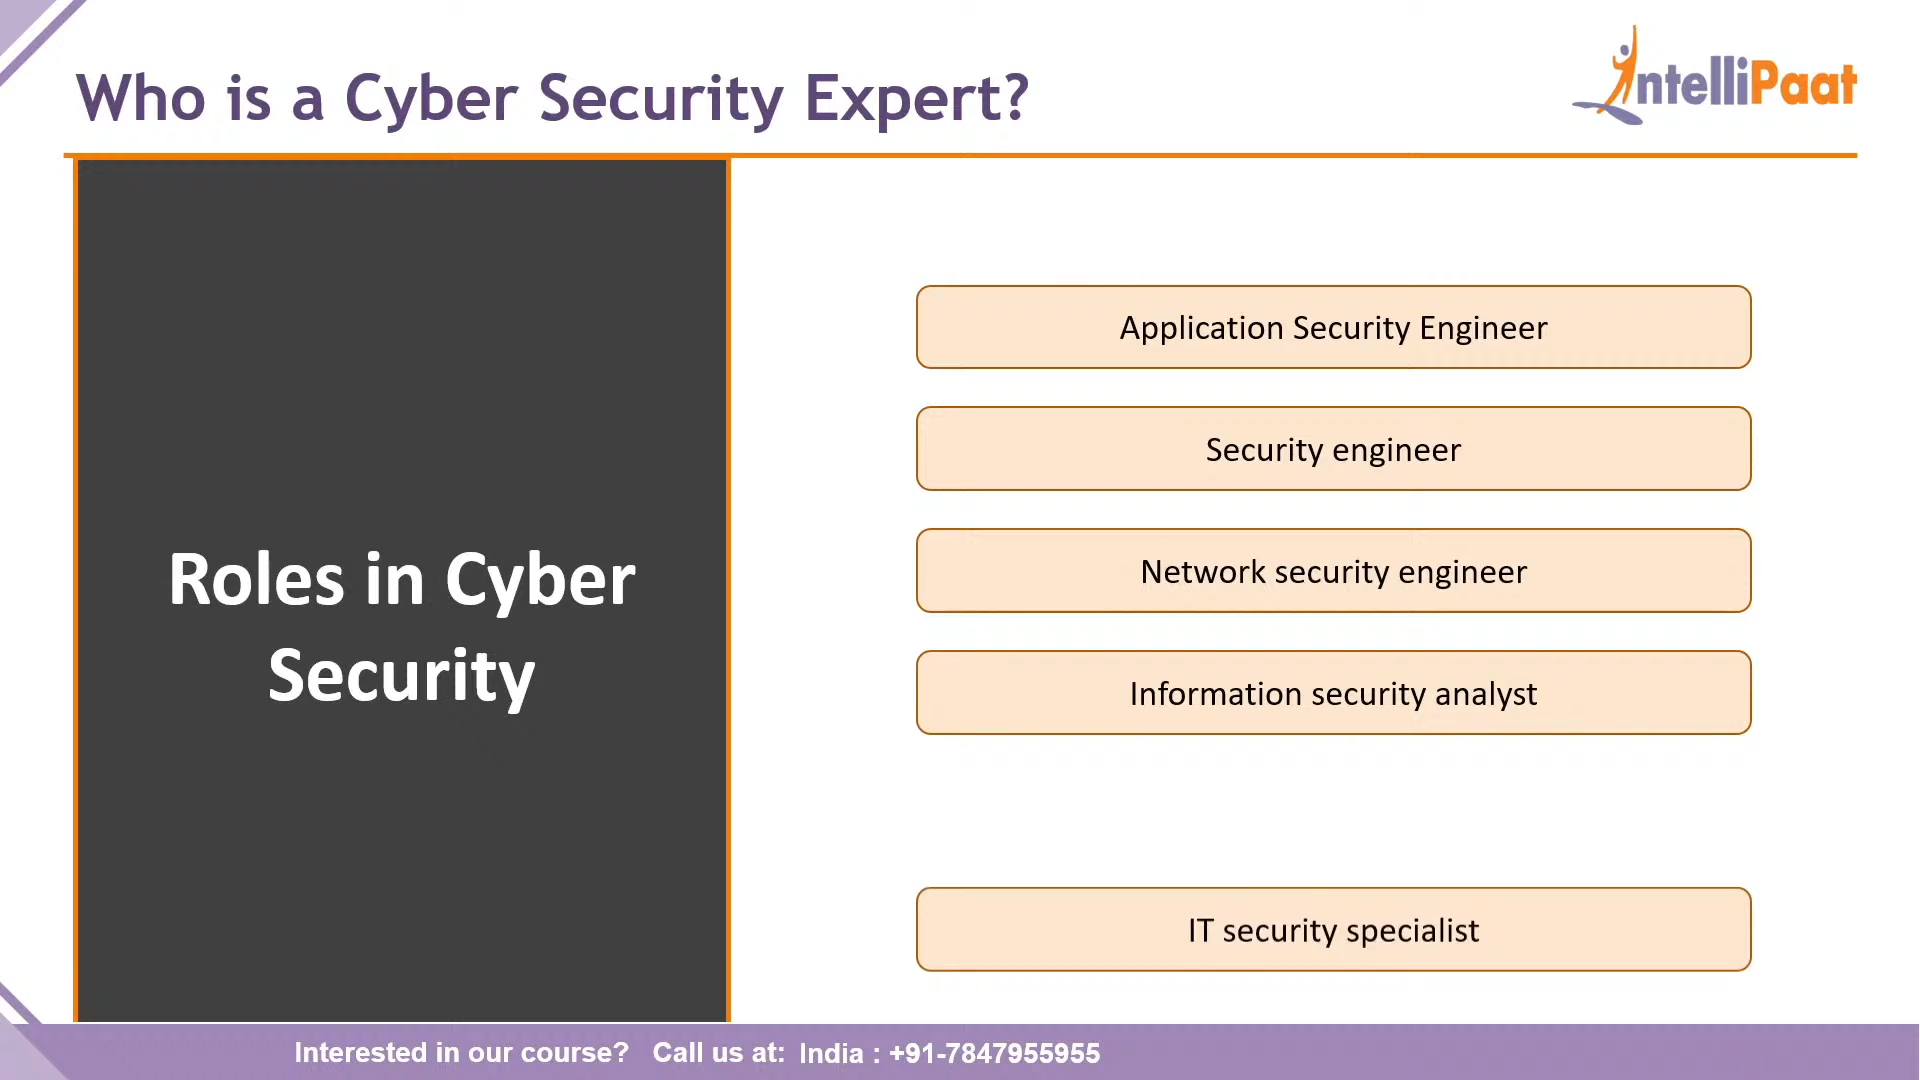 Who is a Cyber Security Expert?
IntelliPaat
Roles in Cyber
Security
Application Security Engineer
Security engineer
Network security engineer
Information security analyst
IT security specialist
Interested in our course? Call us at: India : +91-7847955955